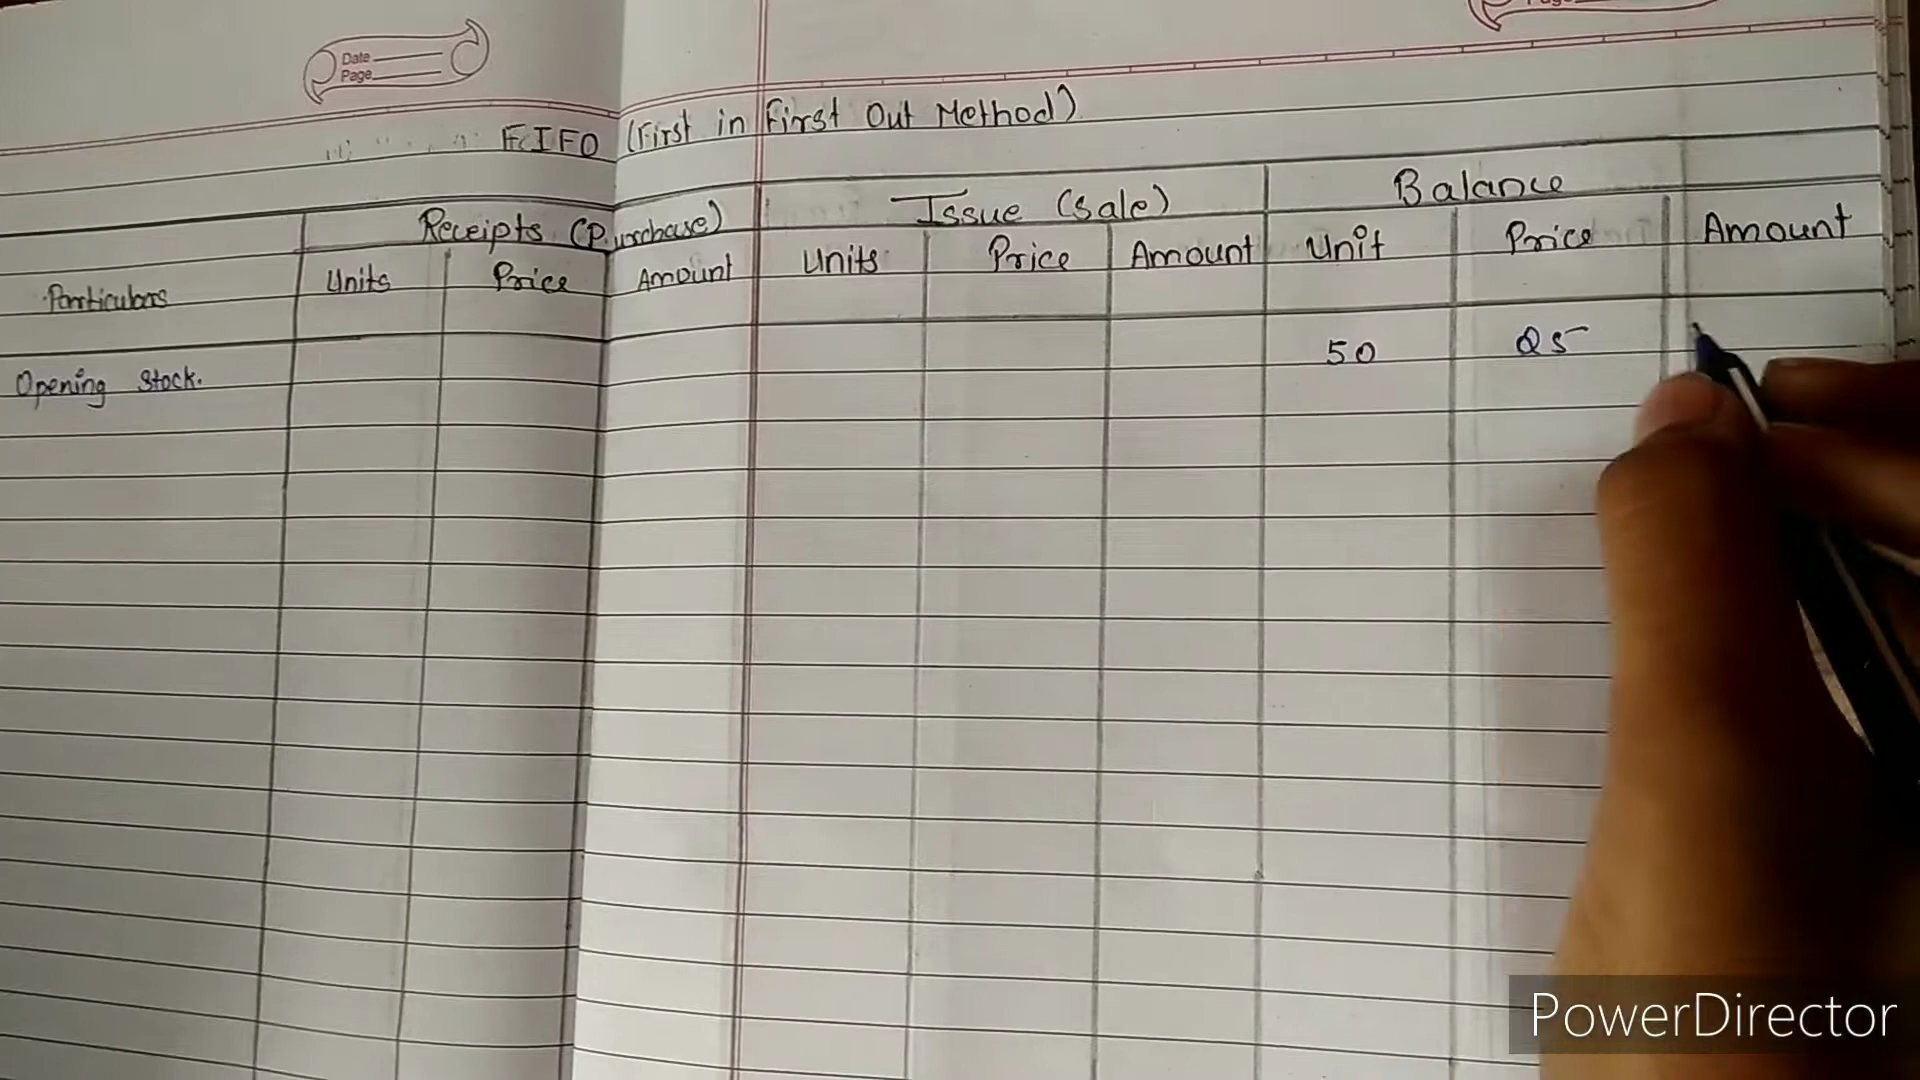 Date
Page
FIFO (First in First Out Method)
Receipts (Purchase) Issue (Sale) Balance
Particulars Units Price Amount Units Price Amount Unit Price Amount
Opening Stock. 50 25
PowerDirector